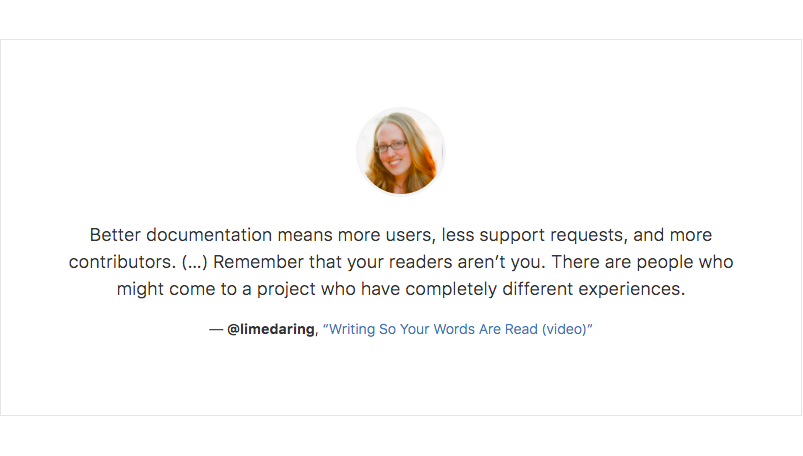 Better documentation means more users, less support requests, and more
contributors. (…) Remember that your readers aren’t you. There are people who
might come to a project who have completely different experiences.
— @limedaring, “Writing So Your Words Are Read (video)”